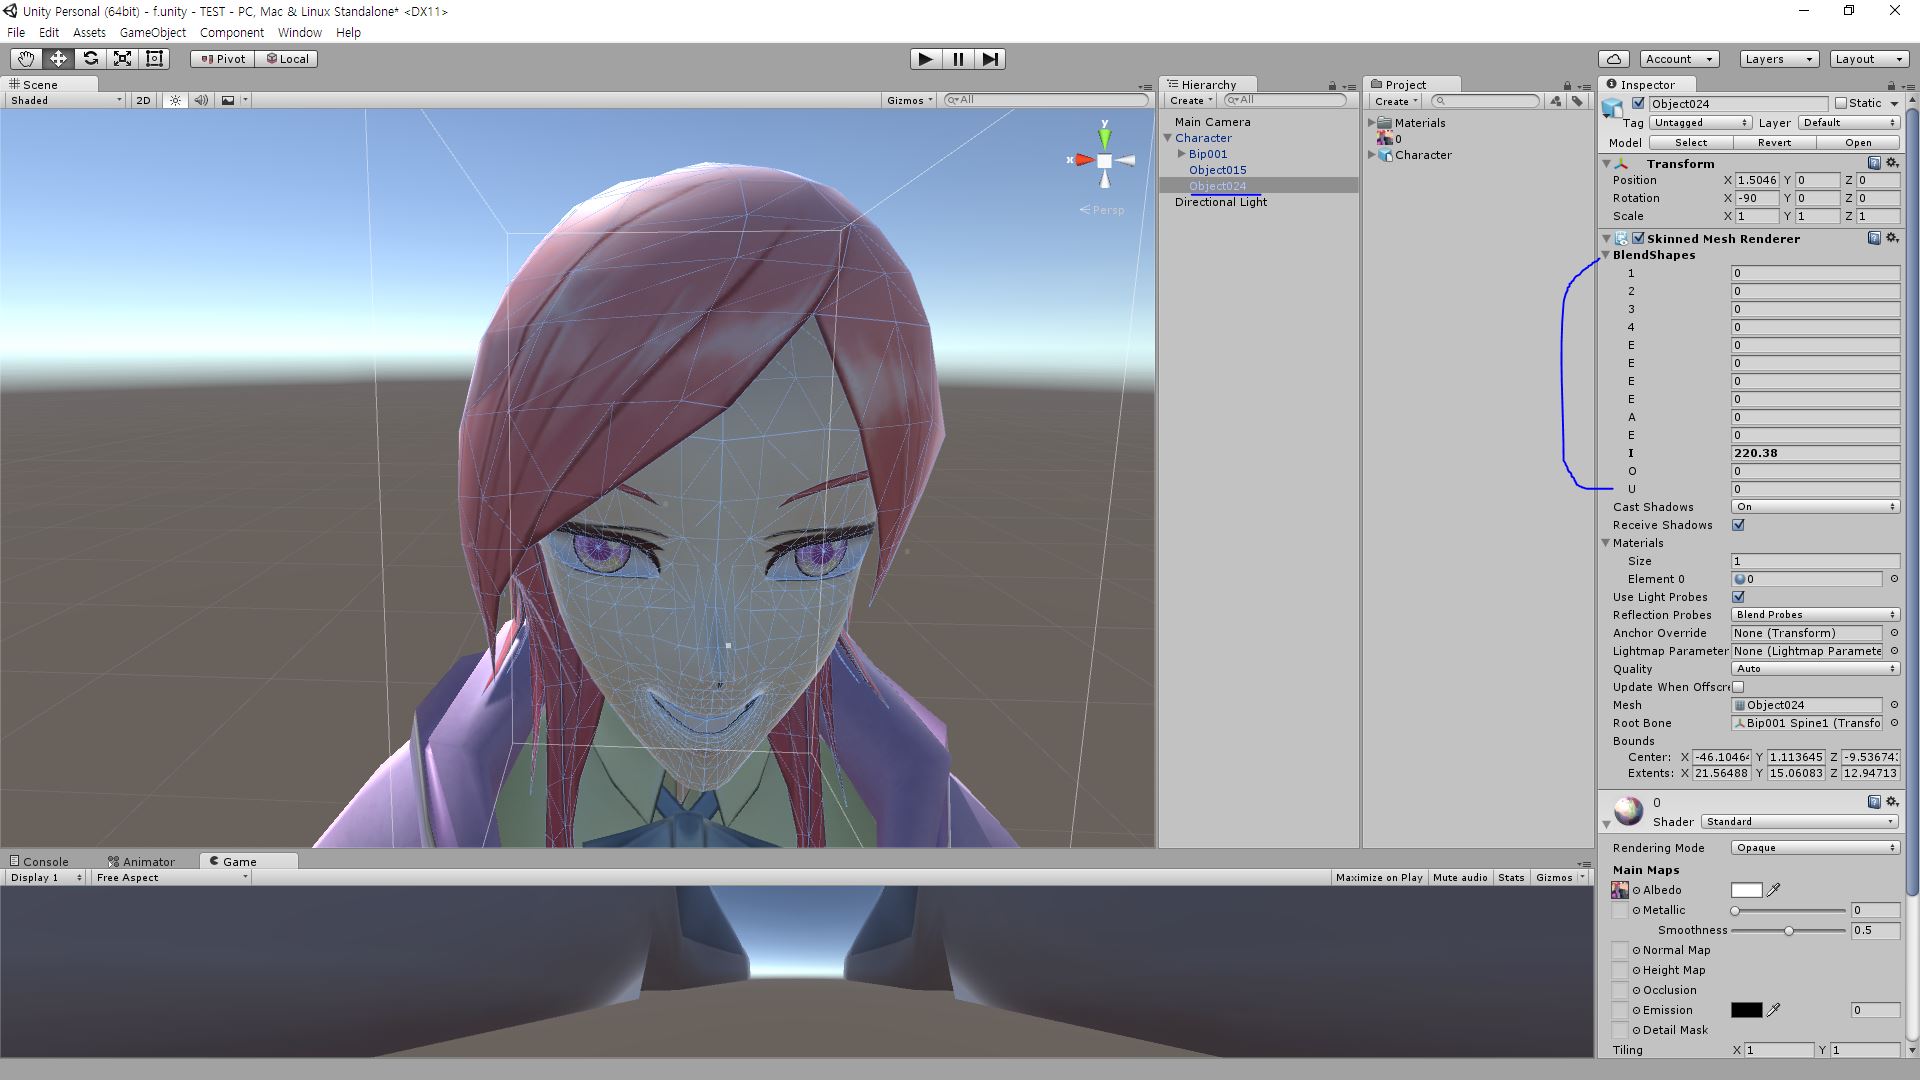 Unity Personal (64bit) - f.unity - TEST - PC, Mac & Linux Standalone* <DX11>
File Edit Assets GameObject Component Window Help
Pivot Local Account Layers Layout
Scene
Shaded 2D Gizmos All
y
x
Persp
Hierarchy
Create All
Main Camera
Character
Bip001
Object015
Object024
Directional Light
Project
Create
Materials
0
Character
Inspector
Object024 Static
Tag Untagged Layer Default
Model Select Revert Open
Transform
Position X 1.5046 Y 0 Z 0
Rotation X -90 Y 0 Z 0
Scale X 1 Y 1 Z 1
Skinned Mesh Renderer
BlendShapes
1 0
2 0
3 0
4 0
E 0
E 0
E 0
E 0
A 0
E 0
I 220.38
O 0
U 0
Cast Shadows On
Receive Shadows
Materials
Size 1
Element 0 0
Use Light Probes
Reflection Probes Blend Probes
Anchor Override None (Transform)
Lightmap Parameter None (Lightmap Paramete
Quality Auto
Update When Offscre
Mesh Object024
Root Bone Bip001 Spine1 (Transfo
Bounds
Center: X -46.1046 Y 1.113645 Z -9.53674
Extents: X 21.56488 Y 15.06083 Z 12.94713
0
Shader Standard
Rendering Mode Opaque
Main Maps
Albedo
Metallic 0
Smoothness 0.5
Normal Map
Height Map
Occlusion
Emission 0
Detail Mask
Tiling X 1 Y 1
Console Animator Game
Display 1 Free Aspect Maximize on Play Mute audio Stats Gizmos